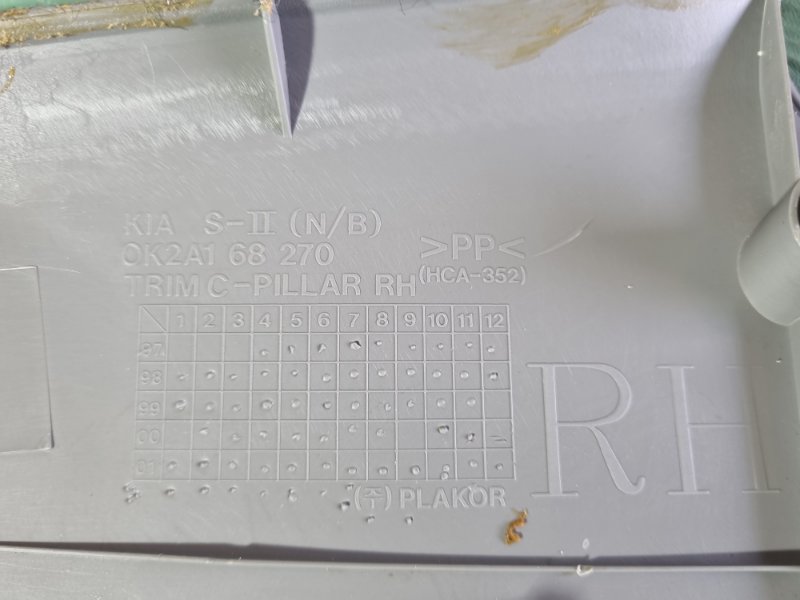 KIA S-II (N/B)
OK2A1 68 270 >PP<
TRIM C-PILLAR RH (HCA-352)
1 2 3 4 5 6 7 8 9 10 11 12
97
98
99
00
01
(주) PLAKOR
RH